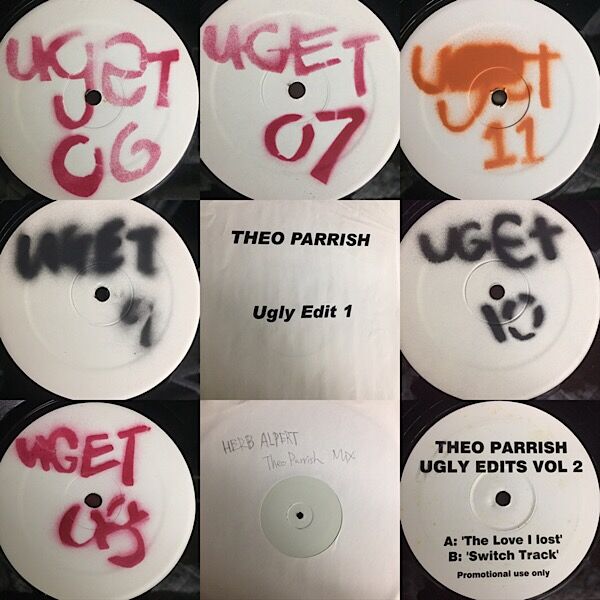 UGET
06
UGET
07
UGET
11
UGET
9
THEO PARRISH
Ugly Edit 1
UGET
10
UGET
08
HERB ALPERT
Theo Parrish Mix
THEO PARRISH
UGLY EDITS VOL 2
A: 'The Love I lost'
B: 'Switch Track'
Promotional use only